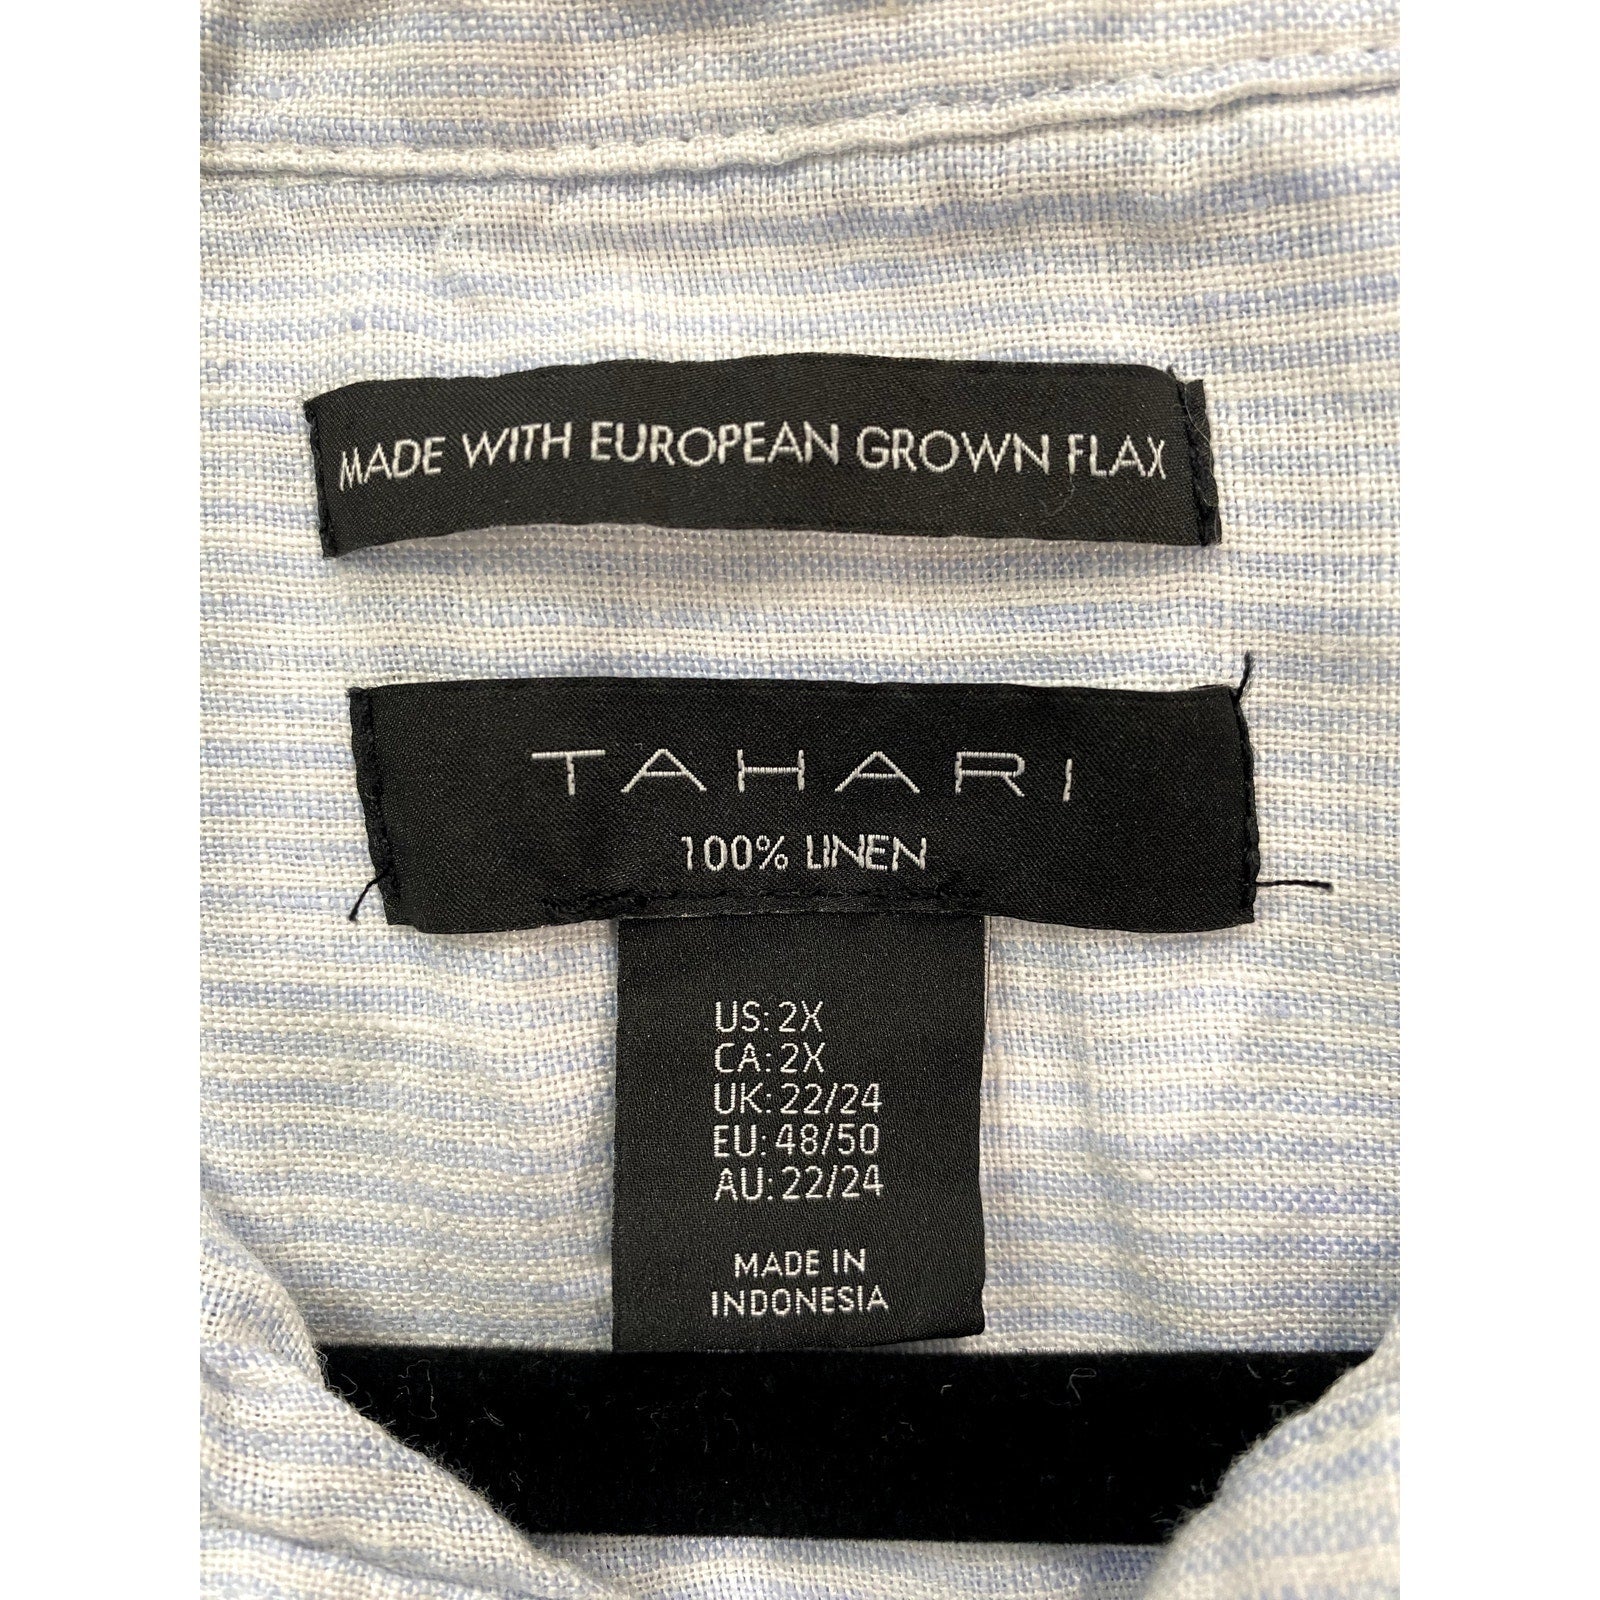 MADE WITH EUROPEAN GROWN FLAX
TAHARI
100% LINEN
US: 2X
CA: 2X
UK: 22/24
EU: 48/50
AU: 22/24
MADE IN
INDONESIA